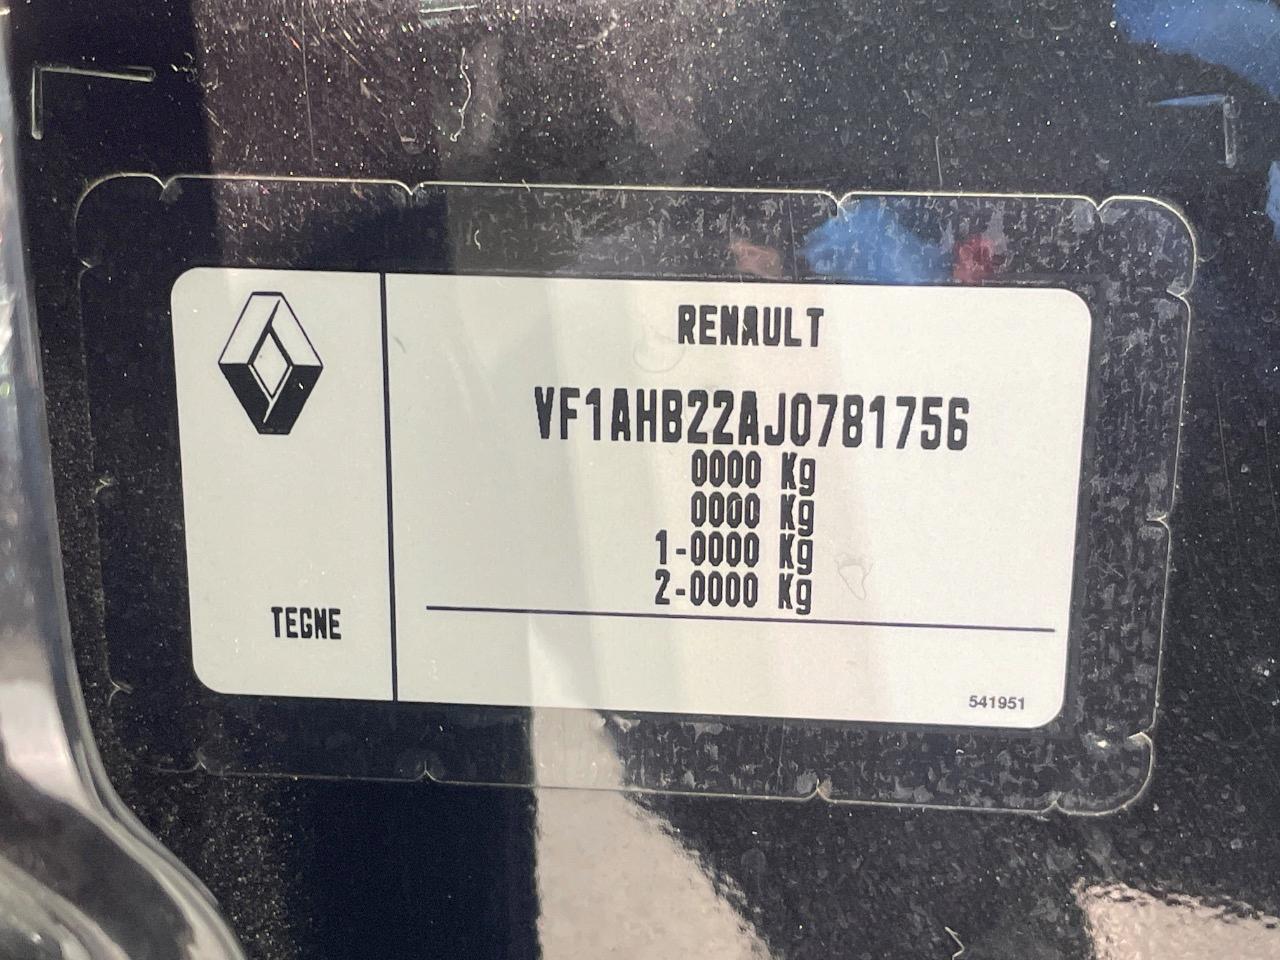 RENAULT
VF1AHB22AJ0781756
0000 Kg
0000 Kg
1-0000 Kg
2-0000 Kg
TEGNE
541951